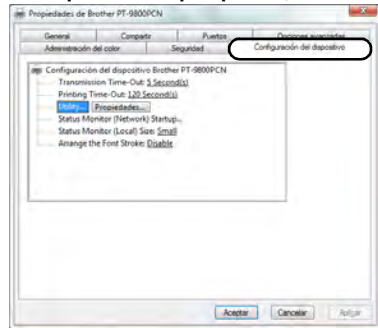 Propiedades de Brother PT-9800PCN
General Compartir Puertos Opciones avanzadas
Administración del color Seguridad Configuración del dispositivo
Configuración del dispositivo Brother PT-9800PCN
Transmission Time-Out: 5 Second(s)
Printing Time-Out: 120 Second(s)
Utility... Propiedades...
Status Monitor (Network) Startup...
Status Monitor (Local) Size: Small
Arrange the Font Stroke: Disable
Aceptar Cancelar Aplicar